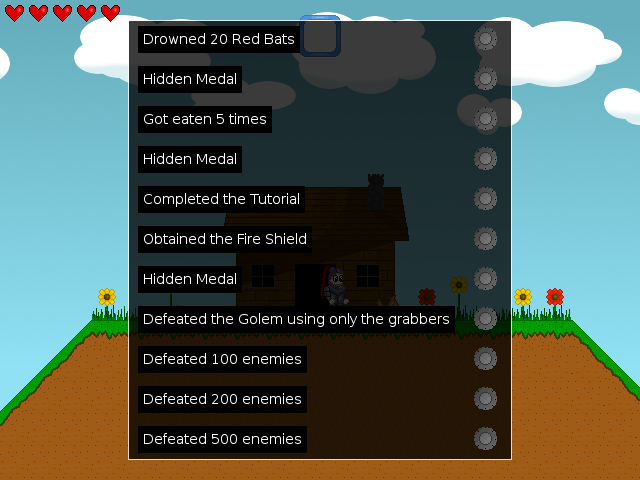 Drowned 20 Red Bats
Hidden Medal
Got eaten 5 times
Hidden Medal
Completed the Tutorial
Obtained the Fire Shield
Hidden Medal
Defeated the Golem using only the grabbers
Defeated 100 enemies
Defeated 200 enemies
Defeated 500 enemies